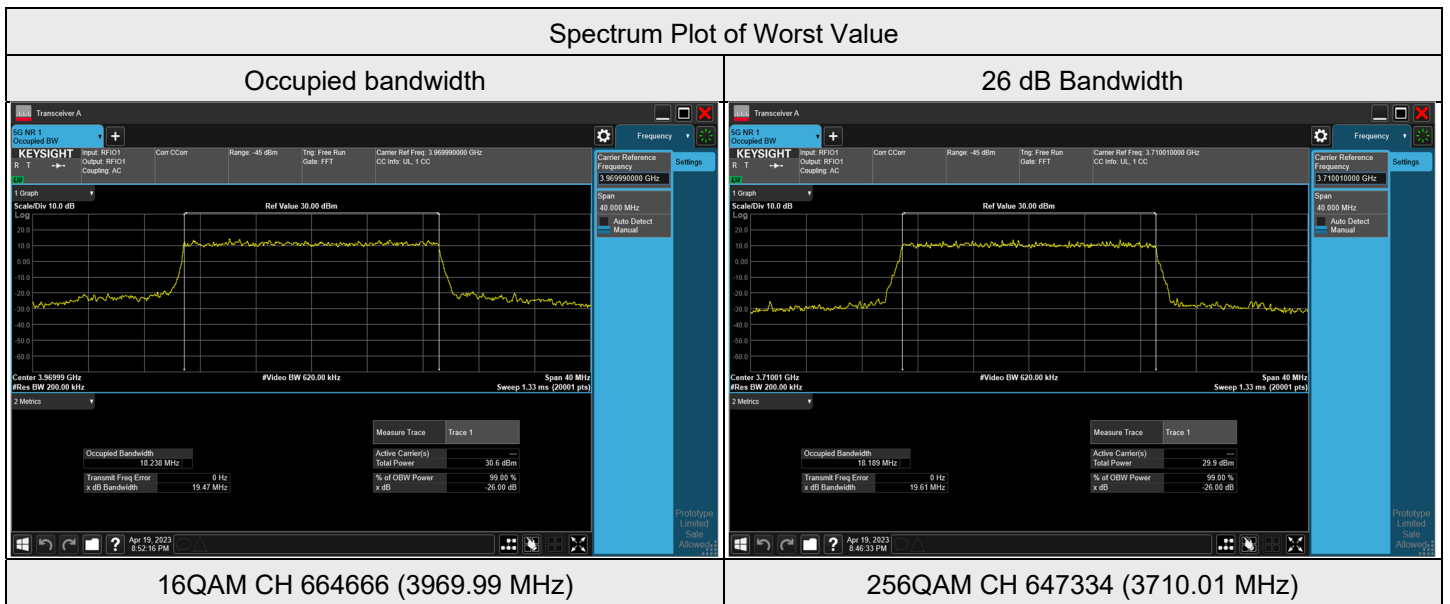 Spectrum Plot of Worst Value
Occupied bandwidth
26 dB Bandwidth
Transceiver A
5G NR 1
Occupied BW
+
Frequency
KEYSIGHT
R T
LXI
Input: RFIO1
Output: RFIO1
Coupling: AC
Corr CCorr
Range: -45 dBm
Trig: Free Run
Gate: FFT
Carrier Ref Freq: 3.969990000 GHz
CC Info: UL, 1 CC
Carrier Reference
Frequency
3.969990000 GHz
Settings
Span
40.000 MHz
Auto Detect
Manual
1 Graph
Scale/Div 10.0 dB
Ref Value 30.00 dBm
Log
20.0
10.0
0.00
-10.0
-20.0
-30.0
-40.0
-50.0
-60.0
Center 3.96999 GHz
#Video BW 620.00 kHz
Span 40 MHz
#Res BW 200.00 kHz
Sweep 1.33 ms (20001 pts)
2 Metrics
Measure Trace Trace 1
Occupied Bandwidth
18.238 MHz
Active Carrier(s) ---
Total Power 30.6 dBm
Transmit Freq Error 0 Hz
x dB Bandwidth 19.47 MHz
% of OBW Power 99.00 %
x dB -26.00 dB
Prototype
Limited
Sale
Allowed
?
Apr 19, 2023
8:52:16 PM
Transceiver A
5G NR 1
Occupied BW
+
Frequency
KEYSIGHT
R T
LXI
Input: RFIO1
Output: RFIO1
Coupling: AC
Corr CCorr
Range: -45 dBm
Trig: Free Run
Gate: FFT
Carrier Ref Freq: 3.710010000 GHz
CC Info: UL, 1 CC
Carrier Reference
Frequency
3.710010000 GHz
Settings
Span
40.000 MHz
Auto Detect
Manual
1 Graph
Scale/Div 10.0 dB
Ref Value 30.00 dBm
Log
20.0
10.0
0.00
-10.0
-20.0
-30.0
-40.0
-50.0
-60.0
Center 3.71001 GHz
#Video BW 620.00 kHz
Span 40 MHz
#Res BW 200.00 kHz
Sweep 1.33 ms (20001 pts)
2 Metrics
Measure Trace Trace 1
Occupied Bandwidth
18.189 MHz
Active Carrier(s) ---
Total Power 29.9 dBm
Transmit Freq Error 0 Hz
x dB Bandwidth 19.61 MHz
% of OBW Power 99.00 %
x dB -26.00 dB
Prototype
Limited
Sale
Allowed
?
Apr 19, 2023
8:46:33 PM
16QAM CH 664666 (3969.99 MHz)
256QAM CH 647334 (3710.01 MHz)